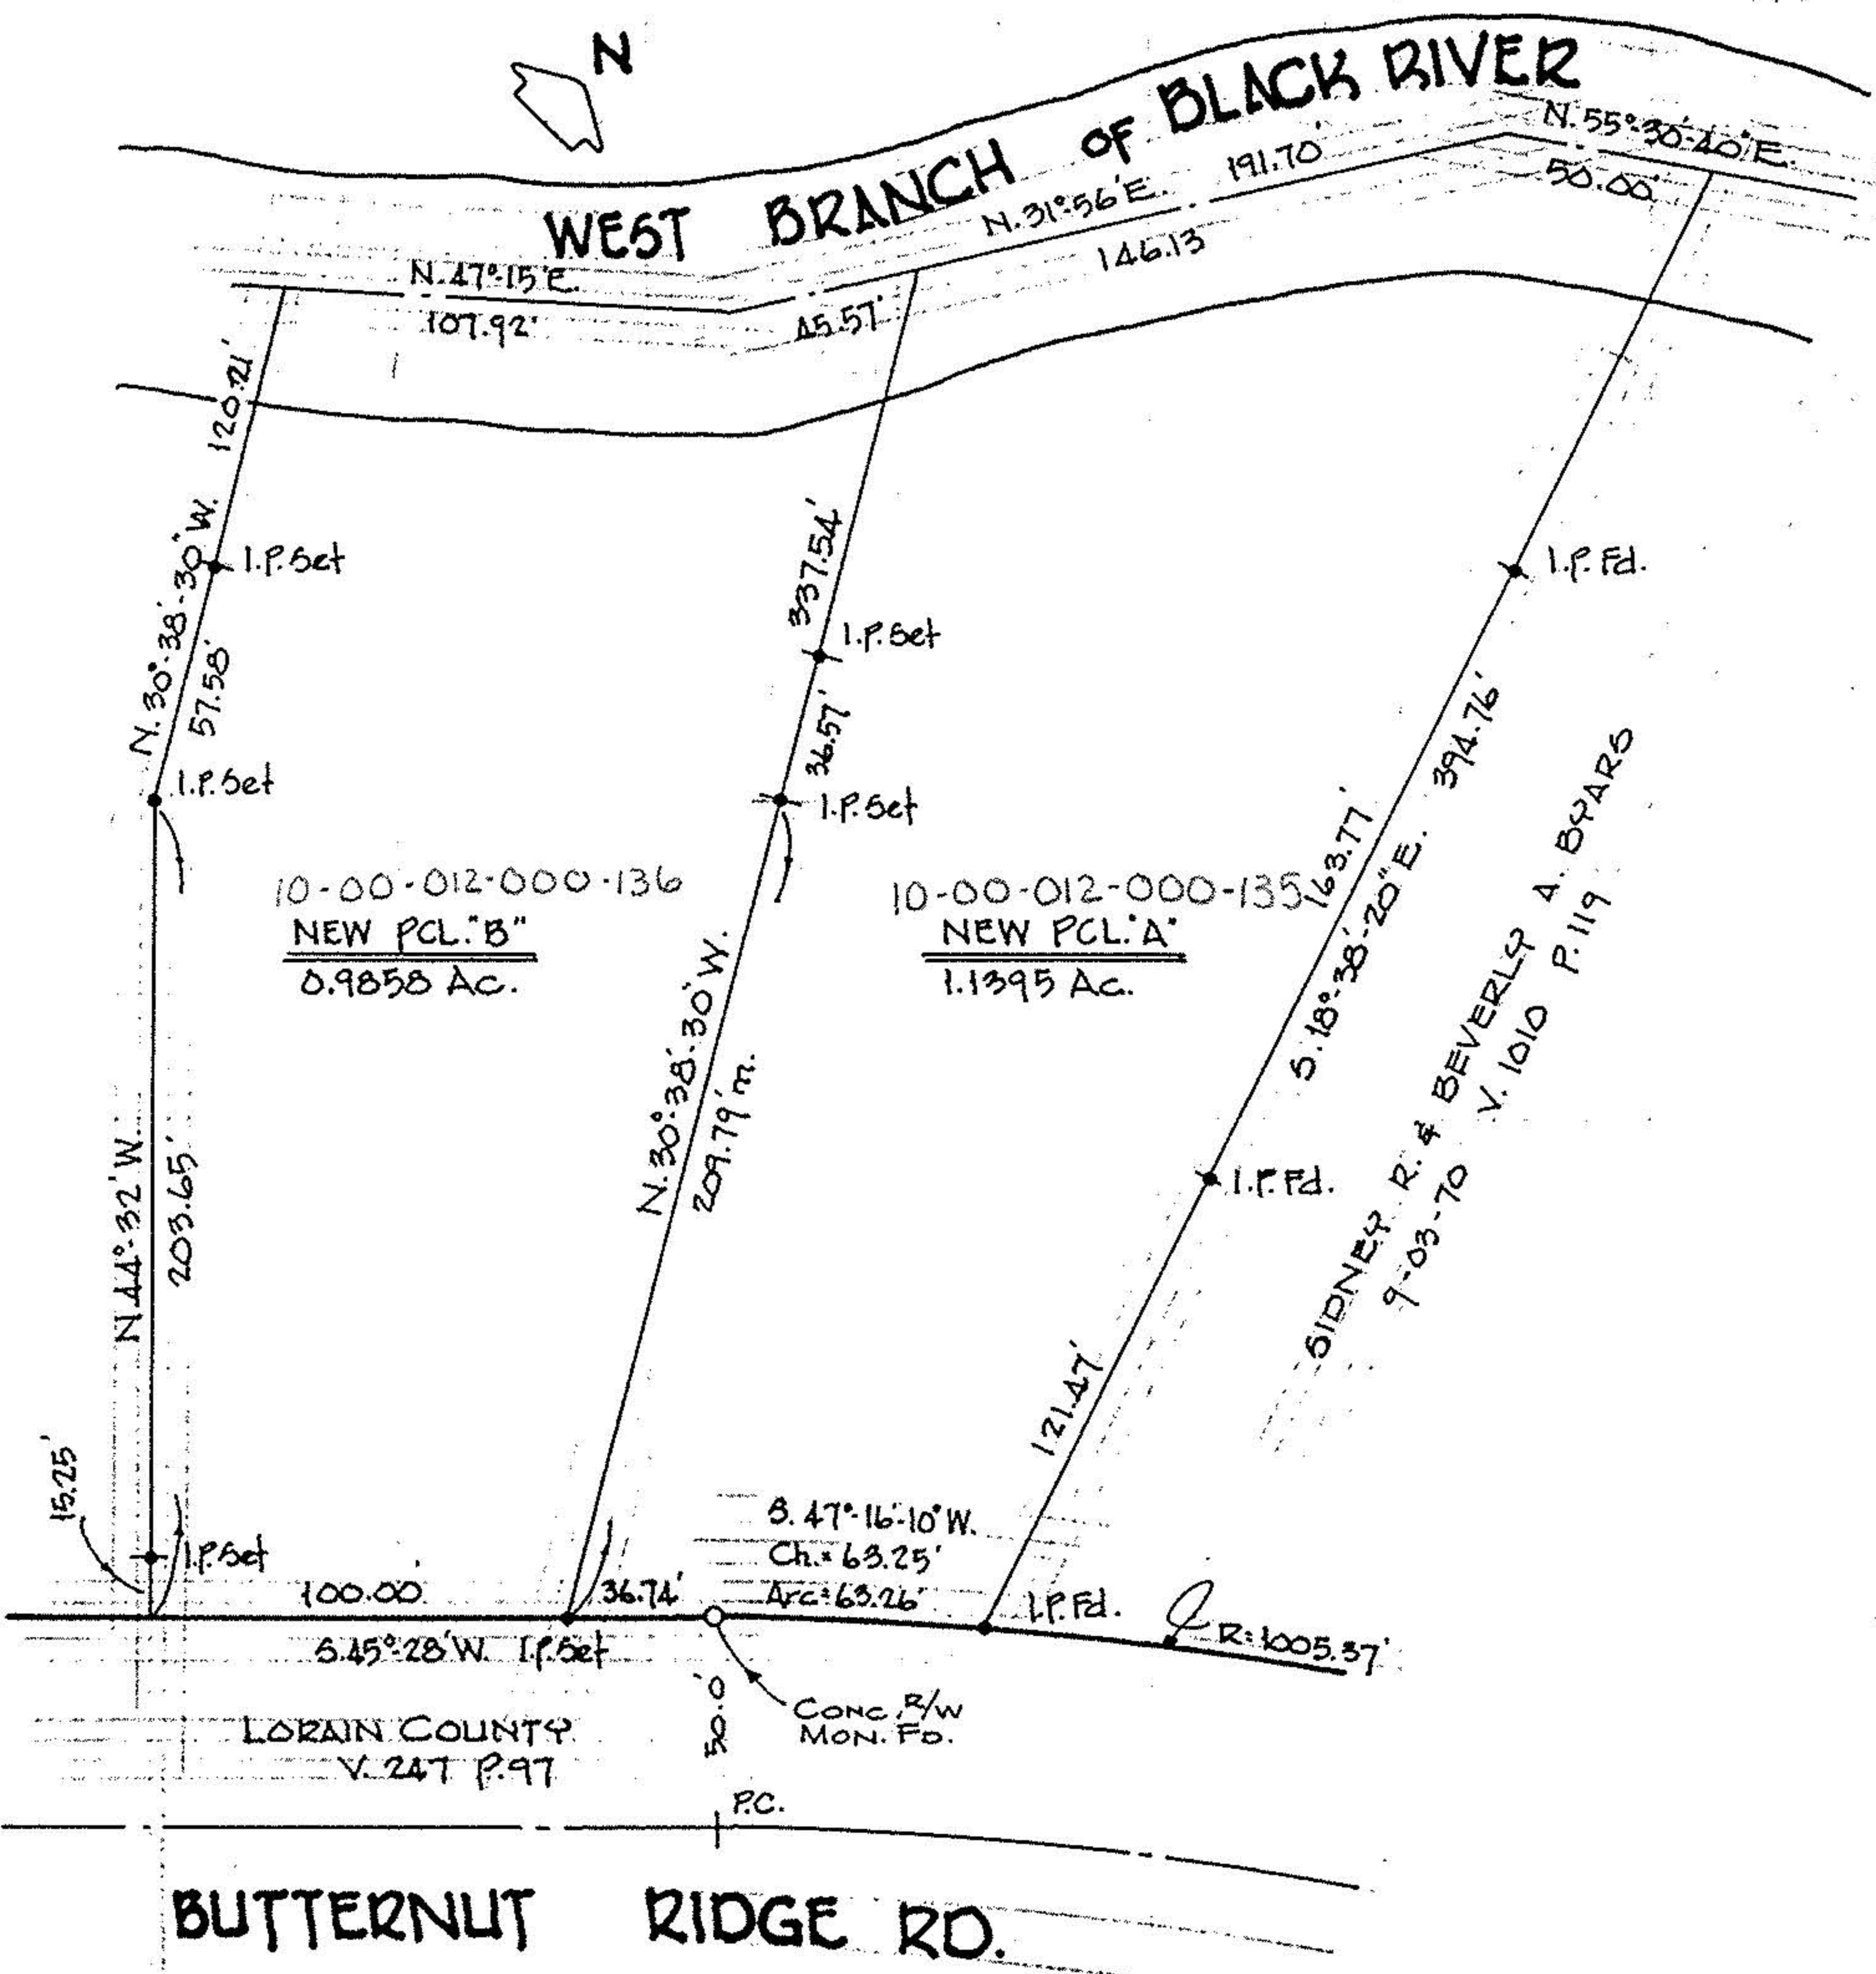 N
WEST BRANCH OF BLACK RIVER
N.55°-30'-40"E.
50.00'
191.70'
N.31°56'E.
146.13
N.47°-15'E.
107.92'
45.57'
120.21'
N.30°-38'-30"W.
57.58'
I.P.Set
I.P.Set
337.54'
I.P.Set
36.57'
I.P.Set
I.P. Fd.
394.76'
163.77'
S.18°-38'-20"E.
10-00-012-000-136
NEW PCL."B"
0.9858 Ac.
10-00-012-000-135
NEW PCL."A"
1.1395 Ac.
SIDNEY R. & BEVERLY A. BYARS
9-03-70 V.1010 P.119
N.30°-38'-30"W.
209.79'm.
N.44°-32'W.
203.65'
I.P.Fd.
121.47'
15.25'
I.P.Set
100.00'
36.74'
S.47°-16'-10"W.
Ch.=63.25'
Arc=63.26'
I.P.Fd.
R=1005.37'
S.45°-28'W.
I.P.Set
50.0'
CONC. R/W
MON. FD.
LORAIN COUNTY
V.247 P.97
P.C.
BUTTERNUT RIDGE RD.